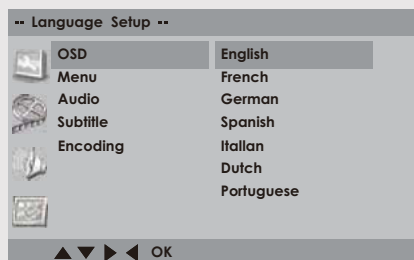 -- Language Setup --
OSD
Menu
Audio
Subtitle
Encoding
English
French
German
Spanish
Itallan
Dutch
Portuguese
OK